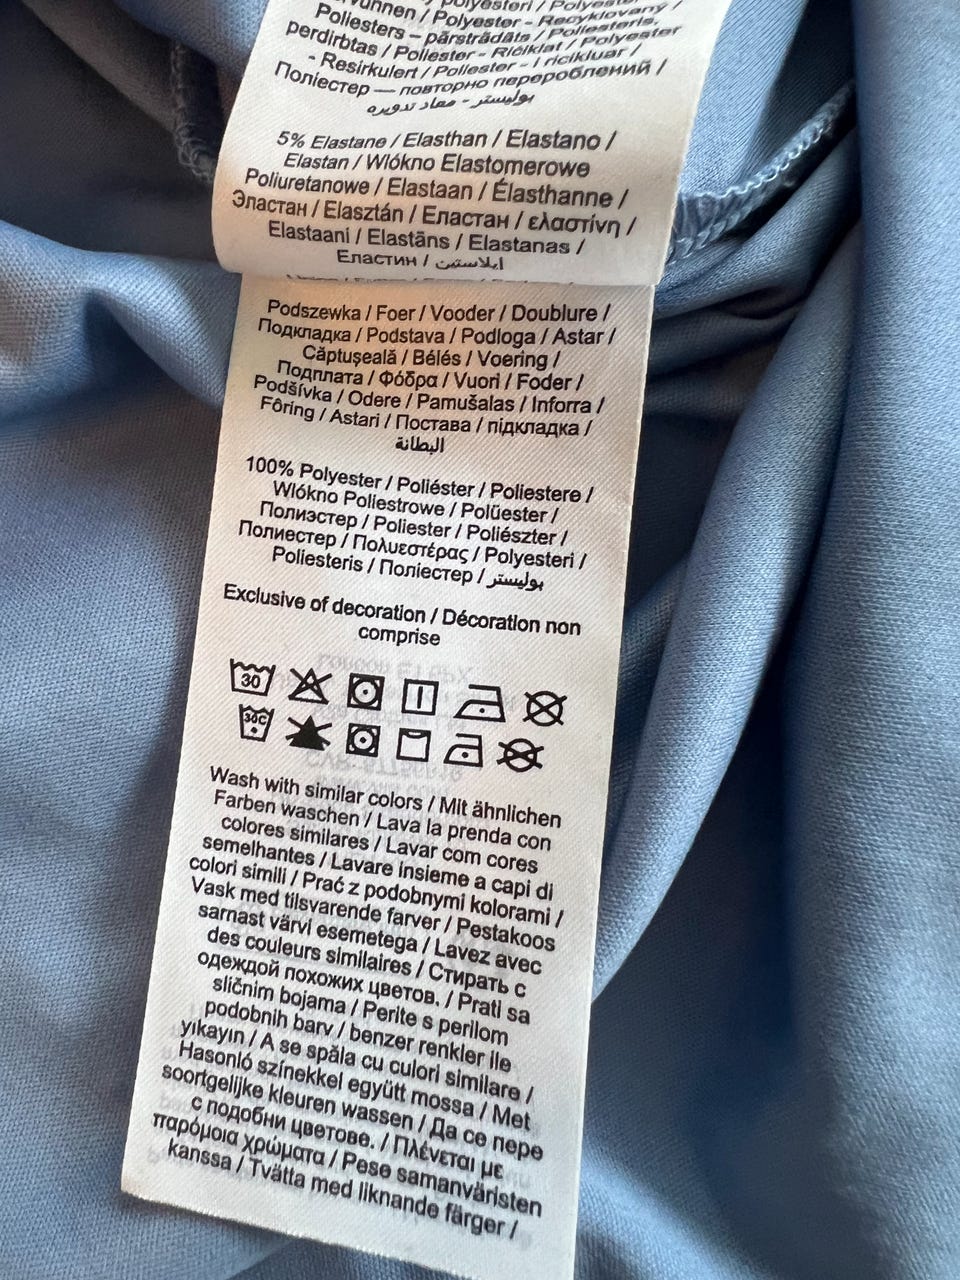 Poliesters - pārstrādāts / Poliesteris,
perdirbtas / Poliester - Riċiklat / Polyester
- Resirkulert / Poliester - I ricikluar /
Поліестер — повторно перероблений /
بوليستر - معاد تدويره
5% Elastane / Elasthan / Elastano /
Elastan / Włókno Elastomerowe
Poliuretanowe / Elastaan / Élasthanne /
Эластан / Elasztán / Еластан / ελαστίνη /
Elastaani / Elastāns / Elastanas /
Еластин / ايلاستين
Podszewka / Foer / Vooder / Doublure /
Подкладка / Podstava / Podloga / Astar /
Căptușeală / Bélés / Voering /
Подплата / Φόδρα / Vuori / Foder /
Podšívka / Odere / Pamušalas / Inforra /
Fôring / Astari / Постава / підкладка /
البطانة
100% Polyester / Poliéster / Poliestere /
Wlókno Poliestrowe / Polüester /
Полиэстер / Poliester / Poliészter /
Полиестер / Πολυεστέρας / Polyesteri /
Poliesteris / Поліестер / بوليستر
Exclusive of decoration / Décoration non
comprise
30
30C
Wash with similar colors / Mit ähnlichen
Farben waschen / Lava la prenda con
colores similares / Lavar com cores
semelhantes / Lavare insieme a capi di
colori simili / Prać z podobnymi kolorami /
Vask med tilsvarende farver / Pestakoos
sarnast värvi esemetega / Lavez avec
des couleurs similaires / Стирать с
одеждой похожих цветов. / Prati sa
sličnim bojama / Perite s perilom
podobnih barv / benzer renkler ile
yıkayın / A se spăla cu culori similare /
Hasonló színekkel együtt mossa / Met
soortgelijke kleuren wassen / Да се пере
с подобни цветове. / Πλένεται με
παρόμοια χρώματα / Pese samanväristen
kanssa / Tvätta med liknande färger /